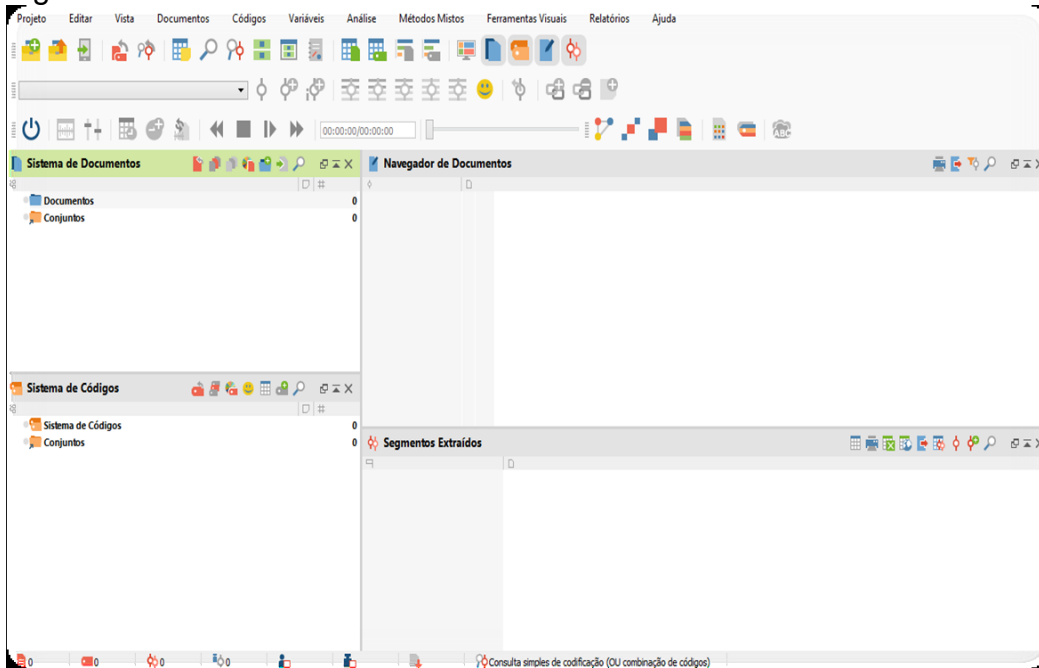 Projeto Editar Vista Documentos Códigos Variáveis Análise Métodos Mistos Ferramentas Visuais Relatórios Ajuda
00:00:00/00:00:00
ABC
Sistema de Documentos
#
Documentos 0
Conjuntos 0
Navegador de Documentos
Sistema de Códigos
#
Sistema de Códigos 0
Conjuntos 0
Segmentos Extraídos
0 0 0 0 Consulta simples de codificação (OU combinação de códigos)